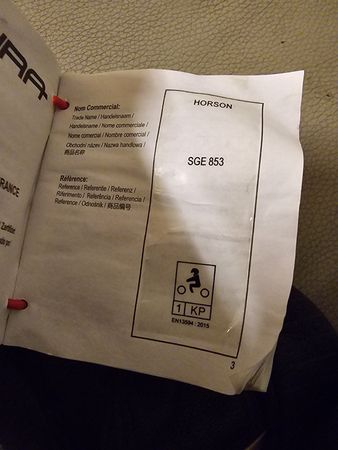 Nom Commercial:
Trade Name / Handelsnaam /
Handelsname / Nome commerciale /
Nome comercial / Nombre comercial /
Obchodní název / Nazwa handlowa /
商品名称
HORSON
SGE 853
Référence:
Reference / Referentie / Referenz /
Riferimento / Referência / Referencia /
Reference / Odnośnik / 商品编号
1 KP
EN13594 : 2015
3